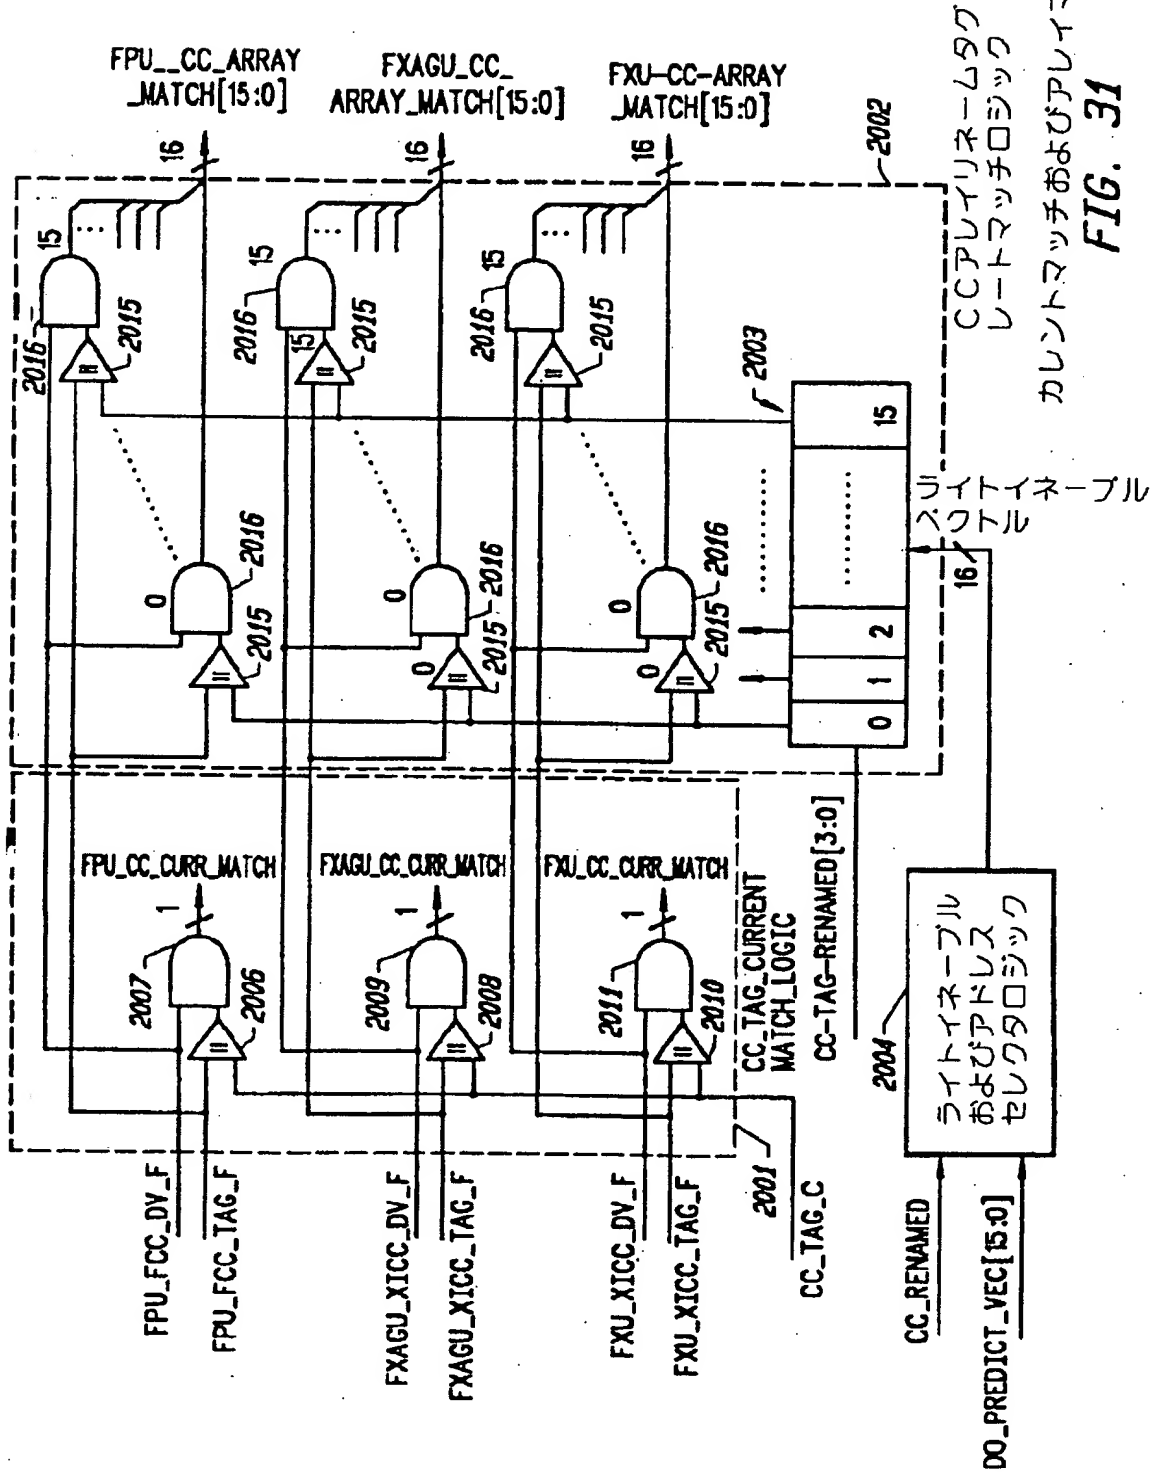 FPU__CC_ARRAY
_MATCH[15:0]
FXAGU_CC_
ARRAY_MATCH[15:0]
FXU-CC-ARRAY
_MATCH[15:0]
16
16
16
2002
15
15
15
2016
2016
2016
2015
15
2015
2015
2003
0
0
0
2016
2016
2016
2015
0
2015
0
2015
0
1
2
15
ライトイネーブル
ベクトル
16
FPU_CC_CURR_MATCH
FXAGU_CC_CURR_MATCH
FXU_CC_CURR_MATCH
1
1
1
2007
2009
2011
2006
2008
2010
CC_TAG_CURRENT
MATCH_LOGIC
CC-TAG-RENAMED[3:0]
2004
ライトイネーブル
およびアドレス
セレクタロジック
FPU_FCC_DV_F
FPU_FCC_TAG_F
FXAGU_XICC_DV_F
FXAGU_XICC_TAG_F
FXU_XICC_DV_F
FXU_XICC_TAG_F
2001
CC_TAG_C
CC_RENAMED
DO_PREDICT_VEC[15:0]
CCアレイリネームタグ
レートマッチロジック
カレントマッチおよびアレイ
FIG. 31